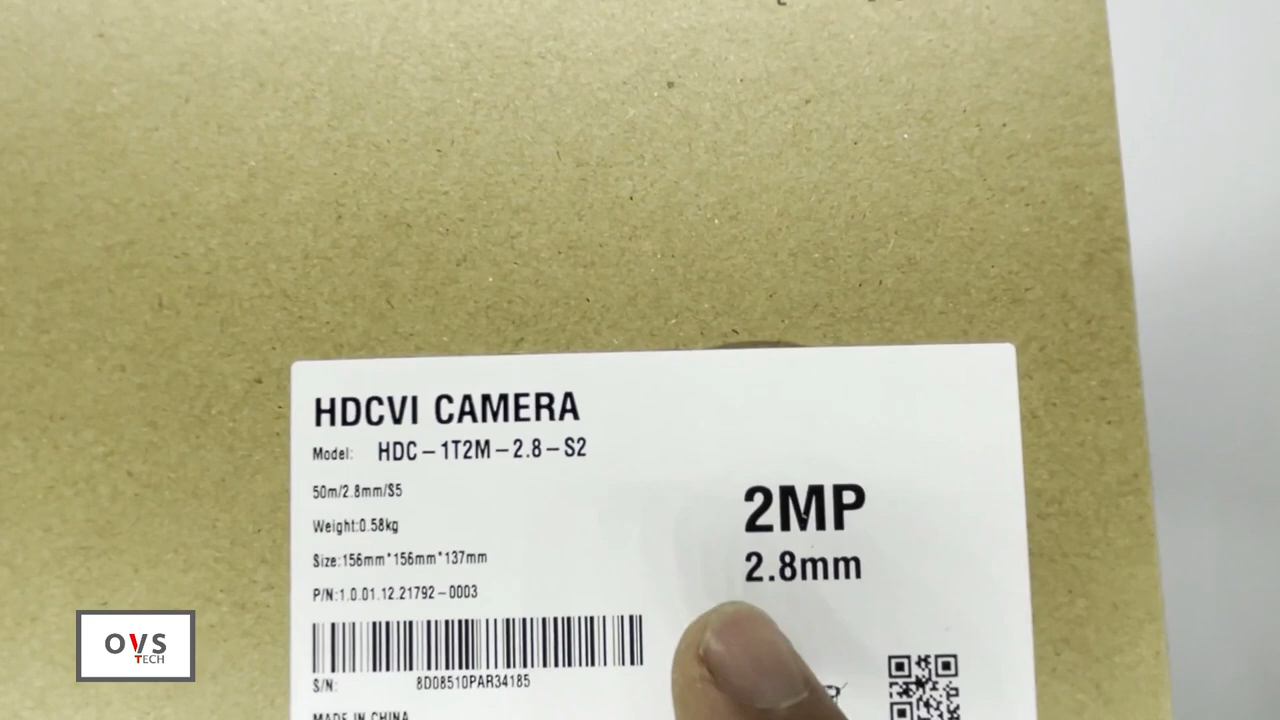 HDCVI CAMERA
Model: HDC-1T2M-2.8-S2
50m/2.8mm/S5
Weight:0.58kg
Size:156mm*156mm*137mm
P/N:1.0.01.12.21792-0003
S/N: 8D08510PAR34185
MADE IN CHINA
2MP
2.8mm
OVS
TECH